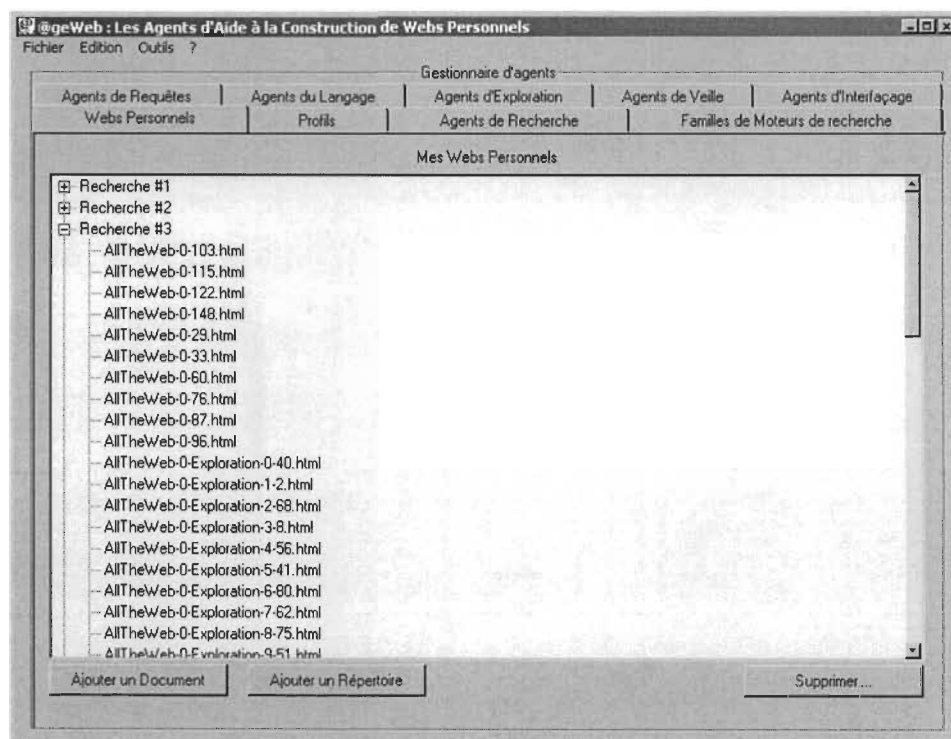 @geWeb : Les Agents d'Aide à la Construction de Webs Personnels
Fichier Edition Outils ?
Gestionnaire d'agents
Agents de Requêtes Agents du Langage Agents d'Exploration Agents de Veille Agents d'Interfaçage
Webs Personnels Profils Agents de Recherche Familles de Moteurs de recherche
Mes Webs Personnels
Recherche #1
Recherche #2
Recherche #3
AllTheWeb-0-103.html
AllTheWeb-0-115.html
AllTheWeb-0-122.html
AllTheWeb-0-148.html
AllTheWeb-0-29.html
AllTheWeb-0-33.html
AllTheWeb-0-60.html
AllTheWeb-0-76.html
AllTheWeb-0-87.html
AllTheWeb-0-96.html
AllTheWeb-0-Exploration-0-40.html
AllTheWeb-0-Exploration-1-2.html
AllTheWeb-0-Exploration-2-68.html
AllTheWeb-0-Exploration-3-8.html
AllTheWeb-0-Exploration-4-56.html
AllTheWeb-0-Exploration-5-41.html
AllTheWeb-0-Exploration-6-80.html
AllTheWeb-0-Exploration-7-62.html
AllTheWeb-0-Exploration-8-75.html
AllTheWeb-0-Exploration-9-51.html
Ajouter un Document Ajouter un Répertoire Supprimer...